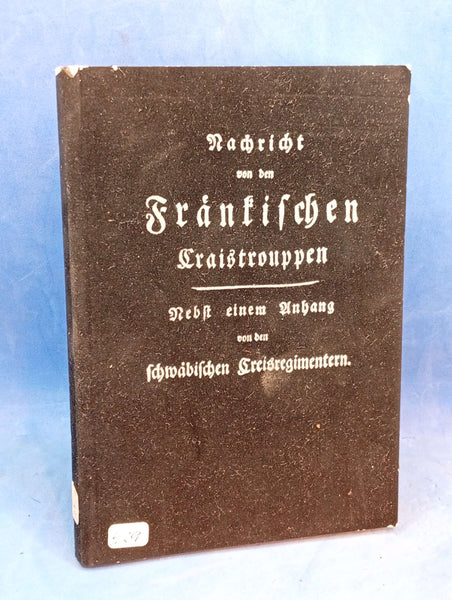 Nachricht
von den
Fränkischen
Craistrouppen
Nebst einem Anhang
von den
schwäbischen Creisregimentern.